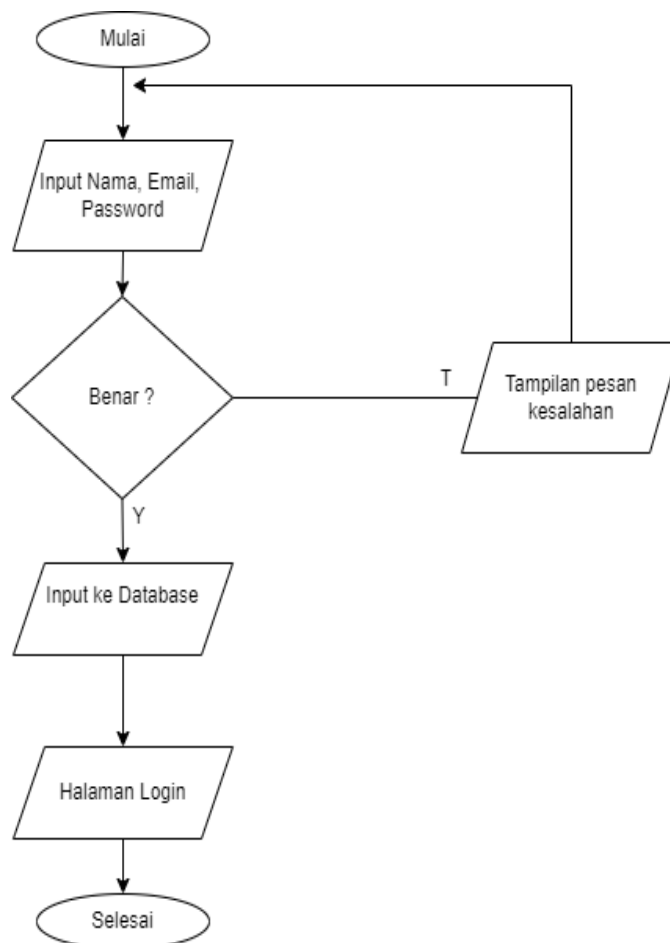 Mulai
Input Nama, Email,
Password
Benar ?
T
Tampilan pesan
kesalahan
Y
Input ke Database
Halaman Login
Selesai